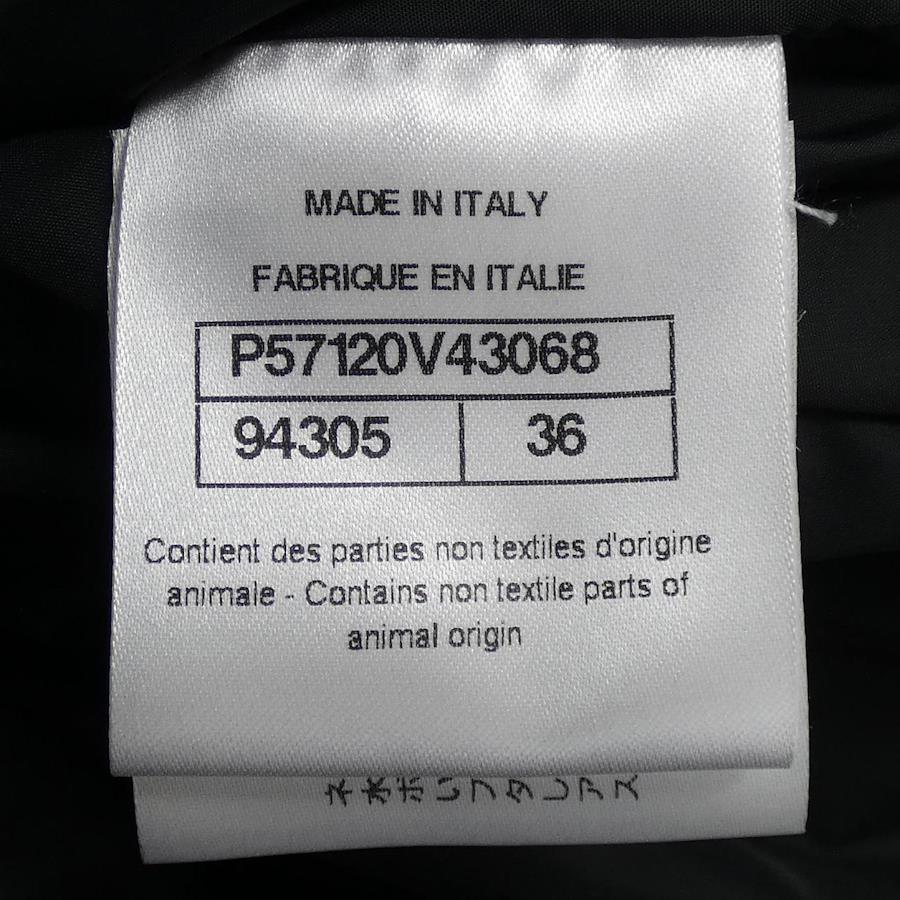 MADE IN ITALY
FABRIQUE EN ITALIE
P57120V43068
94305 36
Contient des parties non textiles d'origine
animale - Contains non textile parts of
animal origin